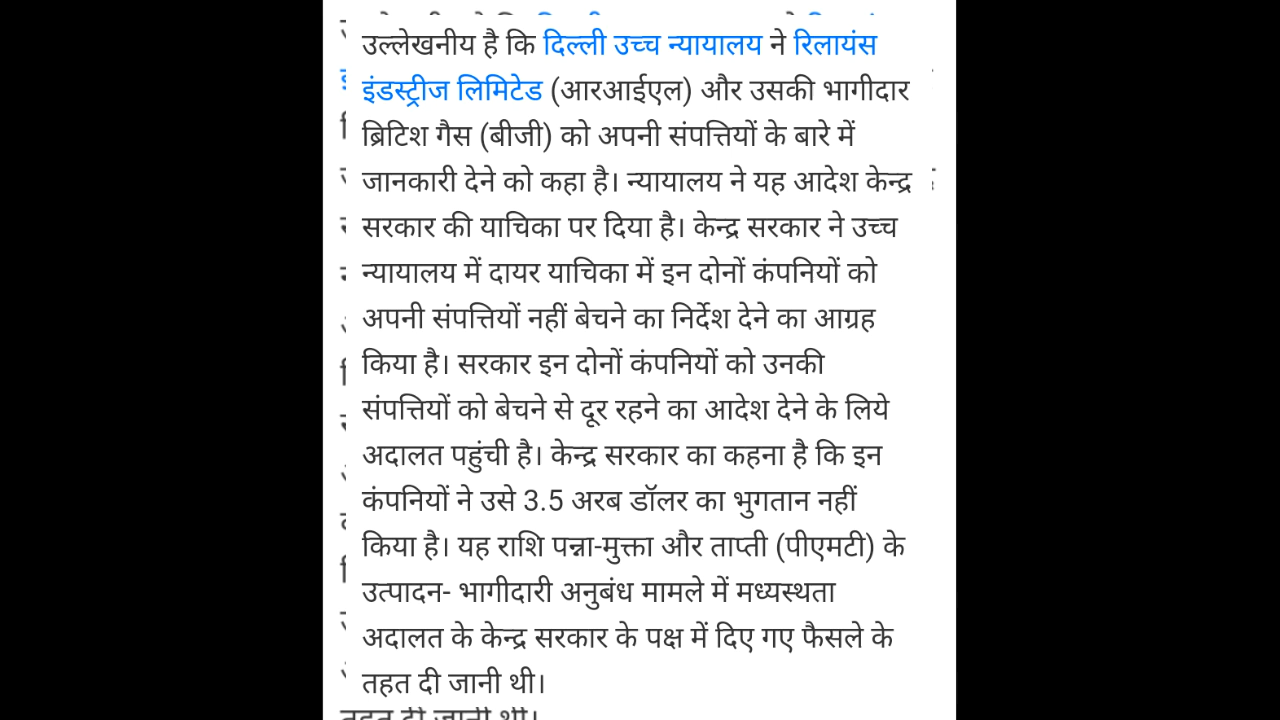 उल्लेखनीय है कि दिल्ली उच्च न्यायालय ने रिलायंस
इंडस्ट्रीज लिमिटेड (आरआईएल) और उसकी भागीदार
ब्रिटिश गैस (बीजी) को अपनी संपत्तियों के बारे में
जानकारी देने को कहा है। न्यायालय ने यह आदेश केन्द्र
सरकार की याचिका पर दिया है। केन्द्र सरकार ने उच्च
न्यायालय में दायर याचिका में इन दोनों कंपनियों को
अपनी संपत्तियों नहीं बेचने का निर्देश देने का आग्रह
किया है। सरकार इन दोनों कंपनियों को उनकी
संपत्तियों को बेचने से दूर रहने का आदेश देने के लिये
अदालत पहुंची है। केन्द्र सरकार का कहना है कि इन
कंपनियों ने उसे 3.5 अरब डॉलर का भुगतान नहीं
किया है। यह राशि पन्ना-मुक्ता और ताप्ती (पीएमटी) के
उत्पादन- भागीदारी अनुबंध मामले में मध्यस्थता
अदालत के केन्द्र सरकार के पक्ष में दिए गए फैसले के
तहत दी जानी थी।
तहत दी जानी थी।